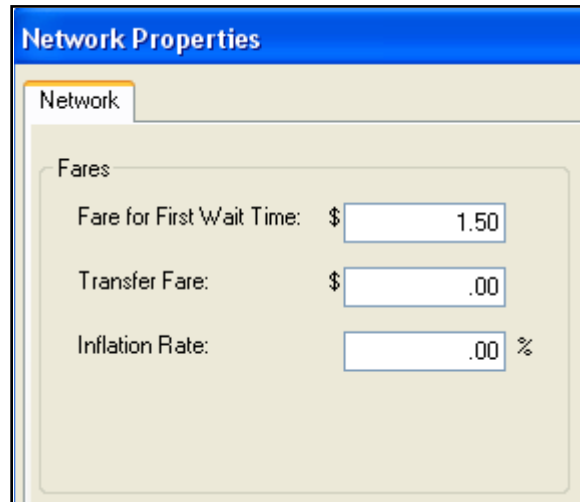 Network Properties
Network
Fares
Fare for First Wait Time: $ 1.50
Transfer Fare: $ .00
Inflation Rate: .00 %